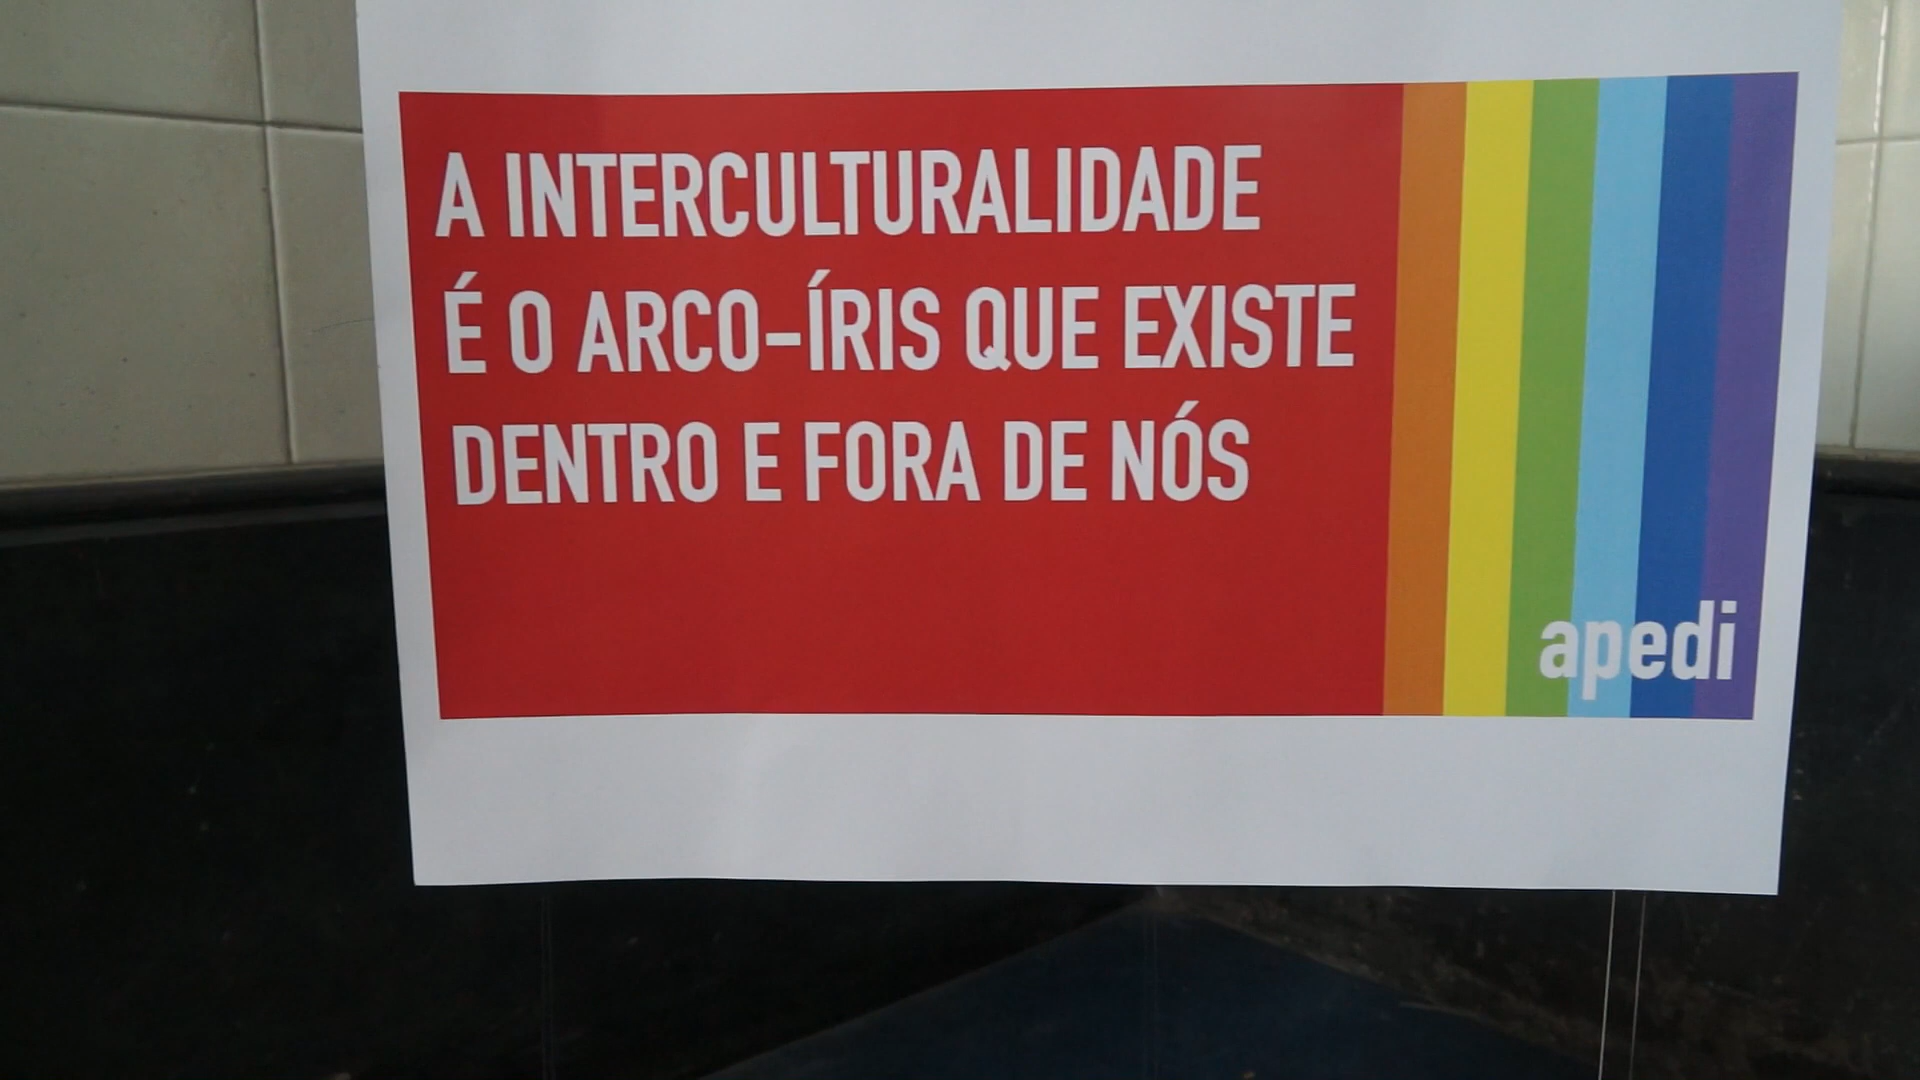 A INTERCULTURALIDADE
É O ARCO-ÍRIS QUE EXISTE
DENTRO E FORA DE NÓS
apedi